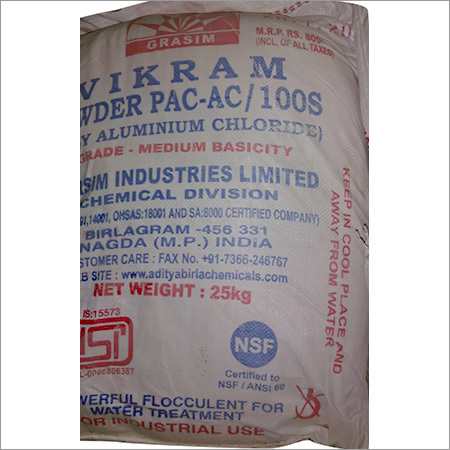 GRASIM
M.R.P. RS. 809
(INCL. OF ALL TAXES)
VIKRAM
WDER PAC-AC/100S
Y ALUMINIUM CHLORIDE)
GRADE - MEDIUM BASICITY
SIM INDUSTRIES LIMITED
CHEMICAL DIVISION
,14001, OHSAS:18001 AND SA:8000 CERTIFIED COMPANY)
BIRLAGRAM -456 331
NAGDA (M.P.) INDIA
STOMER CARE : FAX No. +91-7366-246767
B SITE : www.adityabirlachemicals.com
NET WEIGHT : 25kg
KEEP IN COOL PLACE AND
AWAY FROM WATER
IS:15573
ISI
NSF
Certified to
NSF / ANSI 60
WERFUL FLOCCULENT FOR
WATER TREATMENT
OR INDUSTRIAL USE